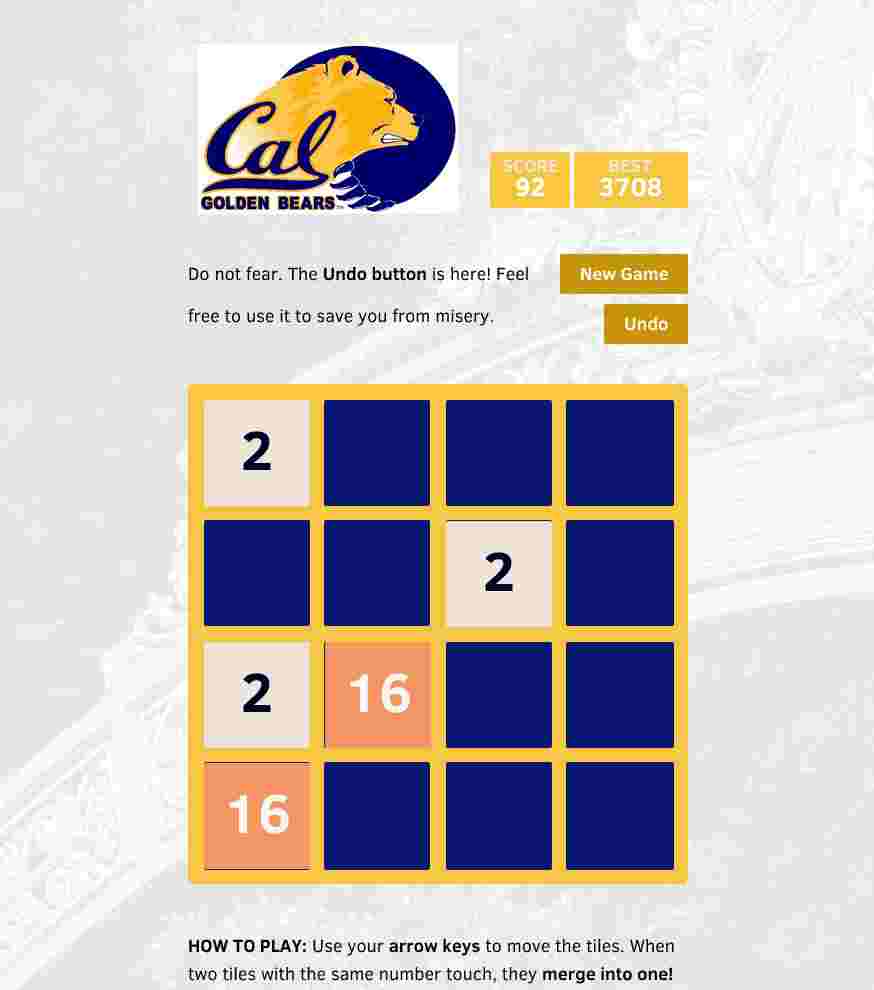 Cal
GOLDEN BEARS
SCORE
92
BEST
3708
Do not fear. The Undo button is here! Feel
free to use it to save you from misery.
New Game
Undo
2
2
2
16
16
HOW TO PLAY: Use your arrow keys to move the tiles. When
two tiles with the same number touch, they merge into one!